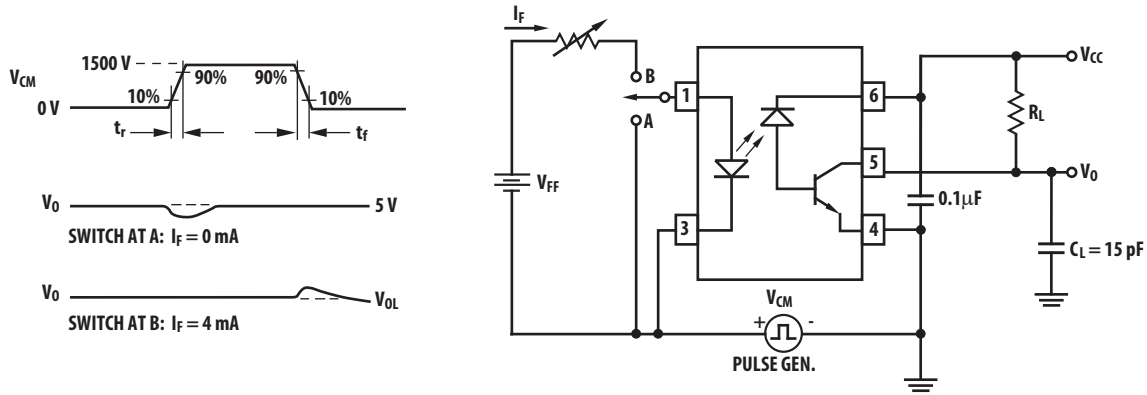 V_CM
1500 V
0 V
10%
90%
90%
10%
t_r
t_f
V_O
5 V
SWITCH AT A: I_F = 0 mA
V_O
V_OL
SWITCH AT B: I_F = 4 mA
I_F
B
A
V_FF
1
3
6
5
4
V_CC
R_L
V_O
0.1μF
C_L = 15 pF
V_CM
+
-
PULSE GEN.